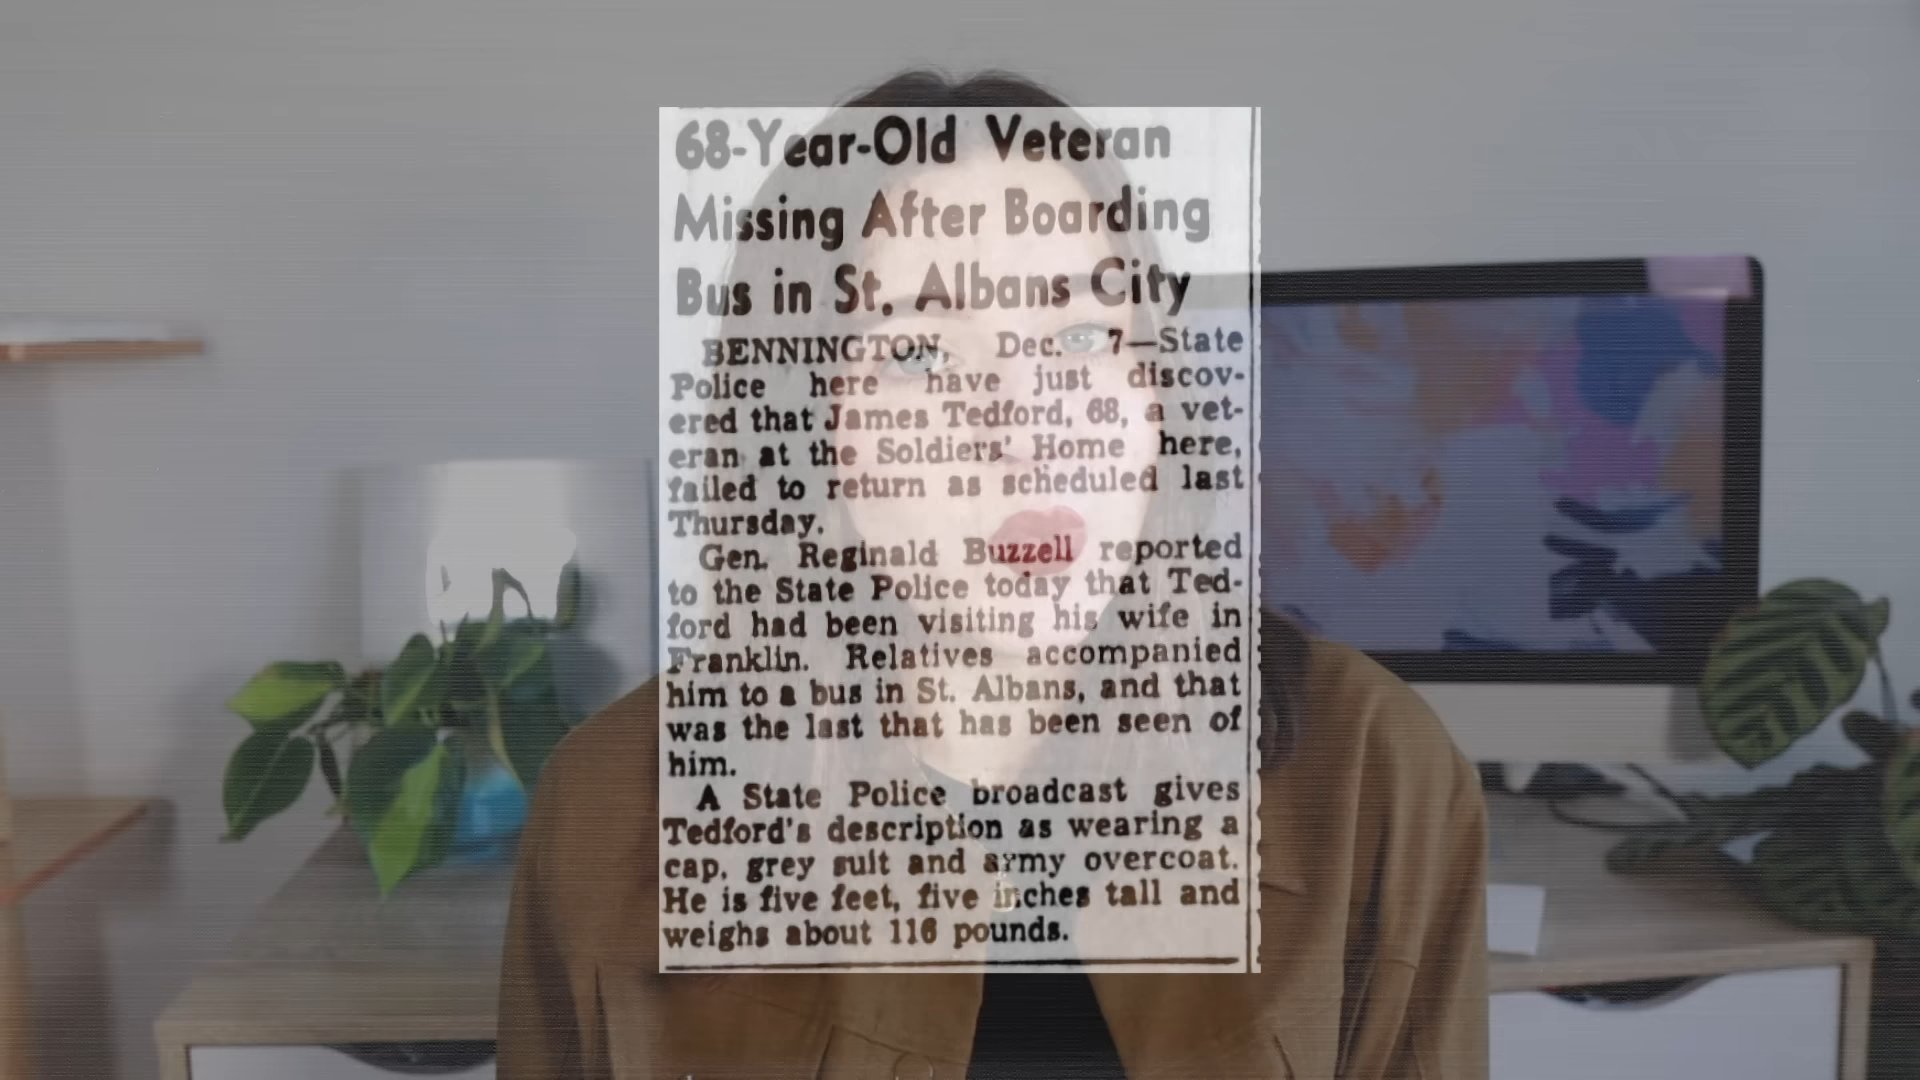 68-Year-Old Veteran
Missing After Boarding
Bus in St. Albans City
BENNINGTON, Dec. 7—State
Police here have just discov-
ered that James Tedford, 68, a vet-
eran at the Soldiers' Home here,
failed to return as scheduled last
Thursday.
Gen. Reginald Buzzell reported
to the State Police today that Ted-
ford had been visiting his wife in
Franklin. Relatives accompanied
him to a bus in St. Albans, and that
was the last that has been seen of
him.
A State Police broadcast gives
Tedford's description as wearing a
cap, grey suit and army overcoat.
He is five feet, five inches tall and
weighs about 116 pounds.